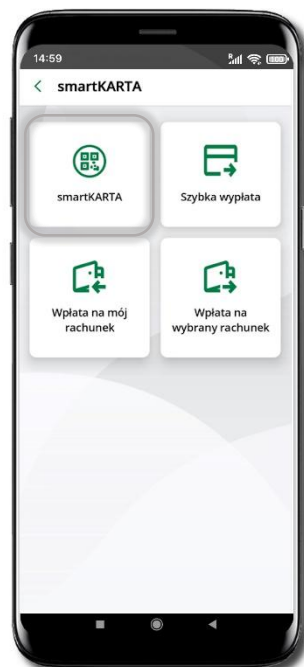 14:59
smartKARTA
smartKARTA
Szybka wypłata
Wpłata na mój
rachunek
Wpłata na
wybrany rachunek